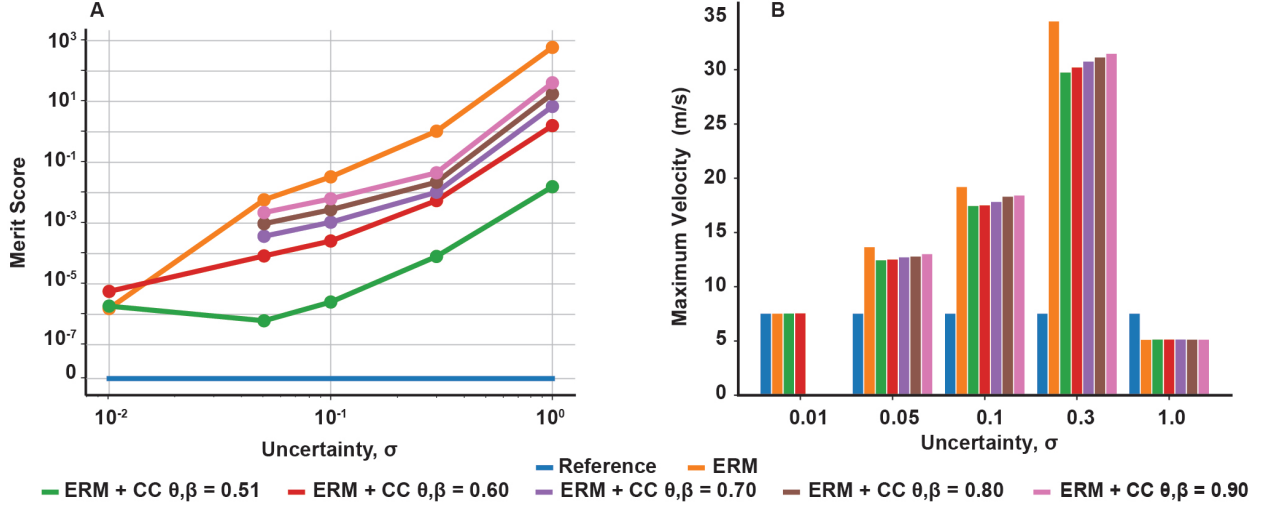 A
Merit Score
10³
10¹
10⁻¹
10⁻³
10⁻⁵
10⁻⁷
0
10⁻² 10⁻¹ 10⁰
Uncertainty, σ
B
Maximum Velocity (m/s)
35
30
25
20
15
10
5
0
0.01 0.05 0.1 0.3 1.0
Uncertainty, σ
Reference ERM
ERM + CC θ,β = 0.51 ERM + CC θ,β = 0.60 ERM + CC θ,β = 0.70 ERM + CC θ,β = 0.80 ERM + CC θ,β = 0.90